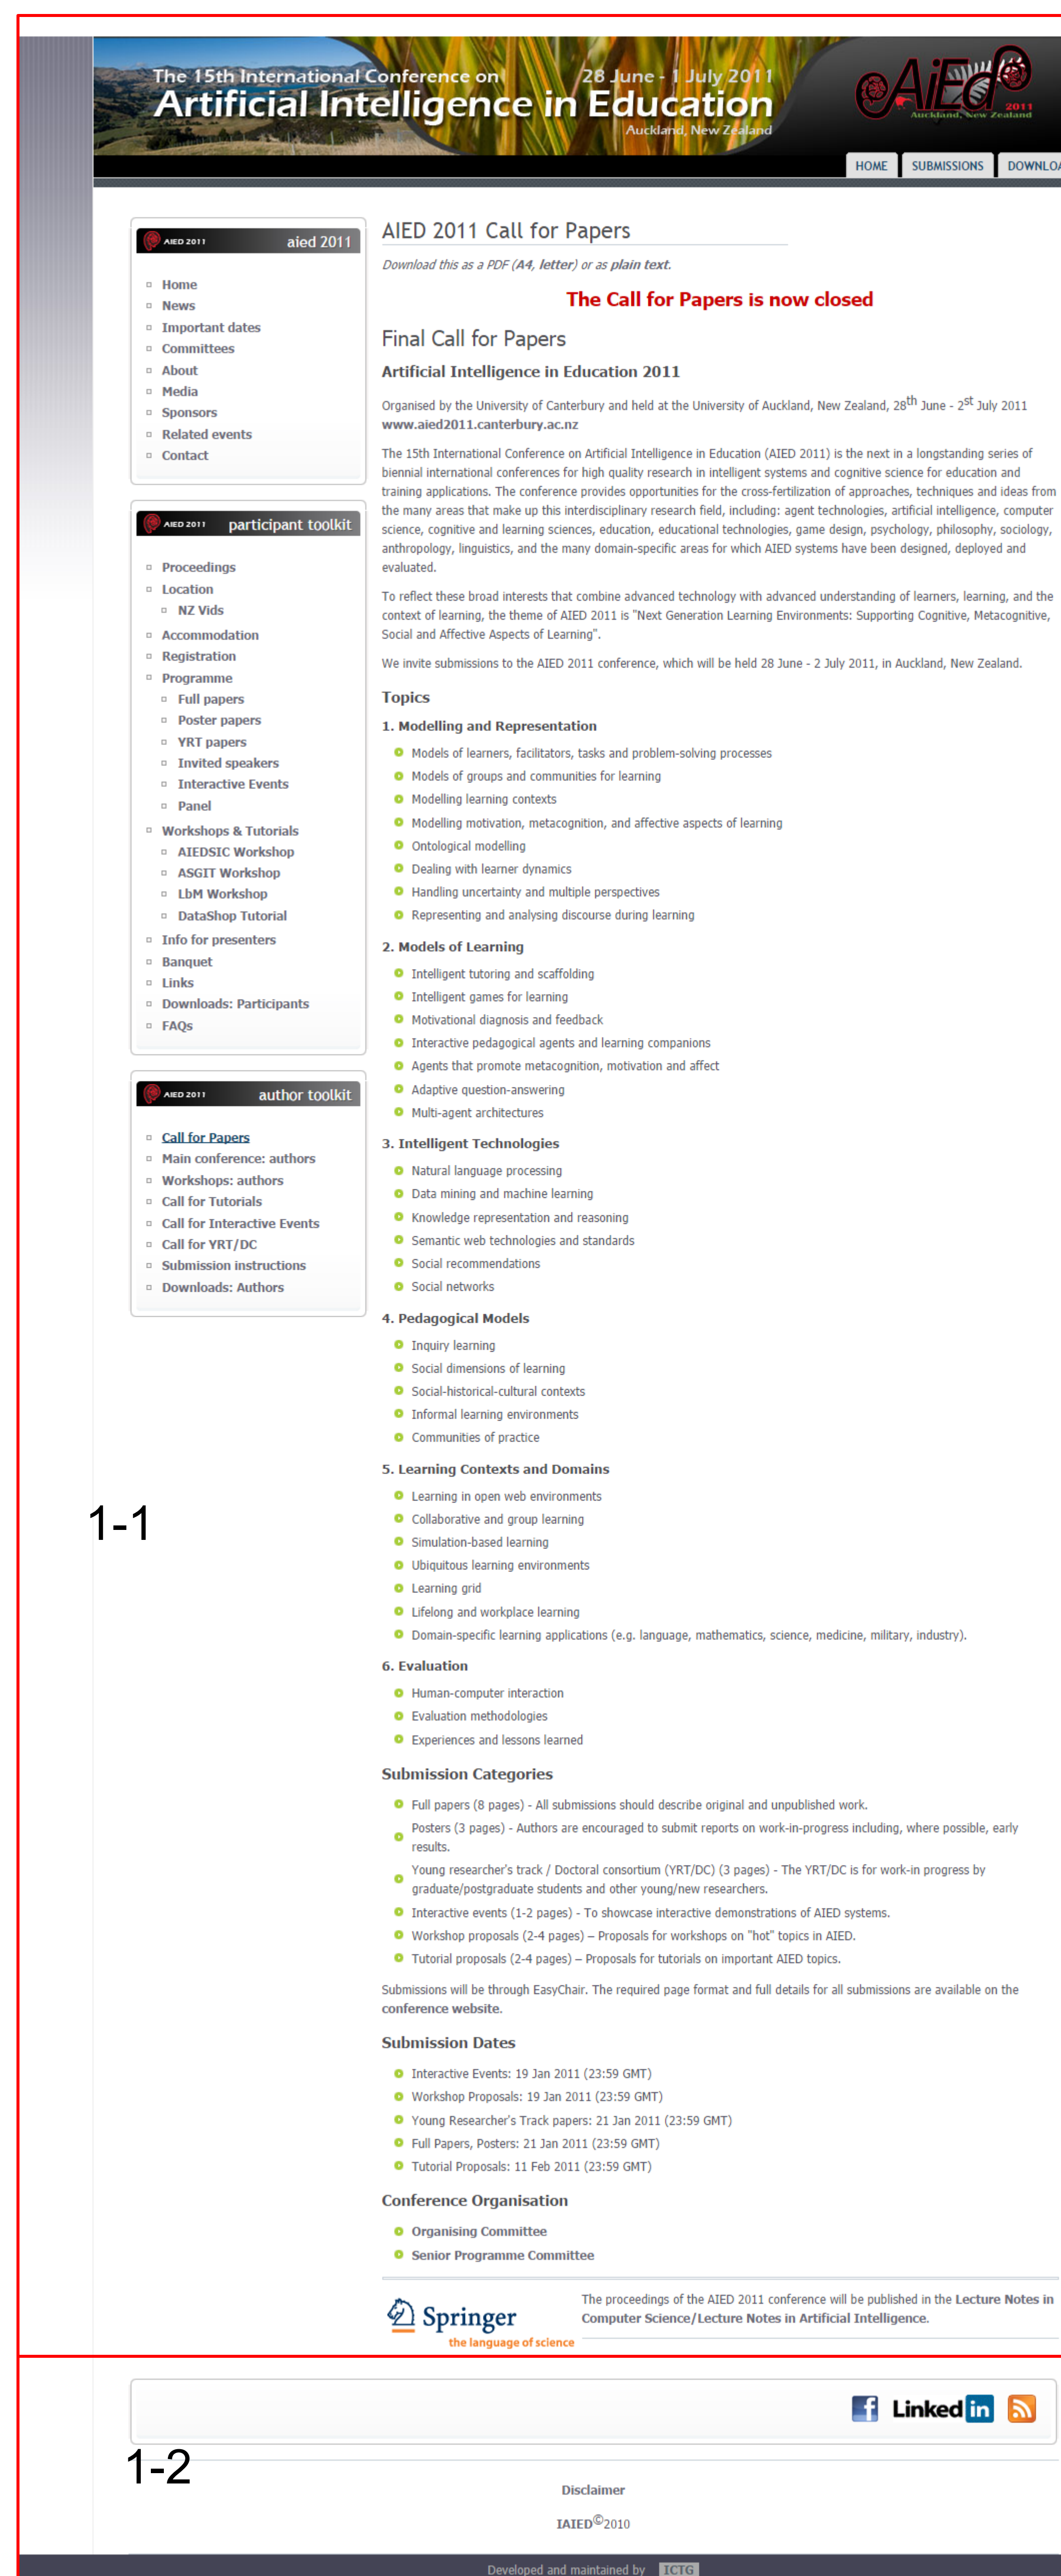 The 15th International Conference on
28 June - 1 July 2011
Artificial Intelligence in Education
Auckland, New Zealand
AiEd
2011
Auckland, New Zealand
HOME
SUBMISSIONS
DOWNLOA
AIED 2011
aied 2011
Home
News
Important dates
Committees
About
Media
Sponsors
Related events
Contact
AIED 2011
participant toolkit
Proceedings
Location
NZ Vids
Accommodation
Registration
Programme
Full papers
Poster papers
YRT papers
Invited speakers
Interactive Events
Panel
Workshops & Tutorials
AIEDSIC Workshop
ASGIT Workshop
LbM Workshop
DataShop Tutorial
Info for presenters
Banquet
Links
Downloads: Participants
FAQs
AIED 2011
author toolkit
Call for Papers
Main conference: authors
Workshops: authors
Call for Tutorials
Call for Interactive Events
Call for YRT/DC
Submission instructions
Downloads: Authors
1-1
AIED 2011 Call for Papers
Download this as a PDF (A4, letter) or as plain text.
The Call for Papers is now closed
Final Call for Papers
Artificial Intelligence in Education 2011
Organised by the University of Canterbury and held at the University of Auckland, New Zealand, 28th June - 2st July 2011
www.aied2011.canterbury.ac.nz
The 15th International Conference on Artificial Intelligence in Education (AIED 2011) is the next in a longstanding series of
biennial international conferences for high quality research in intelligent systems and cognitive science for education and
training applications. The conference provides opportunities for the cross-fertilization of approaches, techniques and ideas from
the many areas that make up this interdisciplinary research field, including: agent technologies, artificial intelligence, computer
science, cognitive and learning sciences, education, educational technologies, game design, psychology, philosophy, sociology,
anthropology, linguistics, and the many domain-specific areas for which AIED systems have been designed, deployed and
evaluated.
To reflect these broad interests that combine advanced technology with advanced understanding of learners, learning, and the
context of learning, the theme of AIED 2011 is "Next Generation Learning Environments: Supporting Cognitive, Metacognitive,
Social and Affective Aspects of Learning".
We invite submissions to the AIED 2011 conference, which will be held 28 June - 2 July 2011, in Auckland, New Zealand.
Topics
1. Modelling and Representation
Models of learners, facilitators, tasks and problem-solving processes
Models of groups and communities for learning
Modelling learning contexts
Modelling motivation, metacognition, and affective aspects of learning
Ontological modelling
Dealing with learner dynamics
Handling uncertainty and multiple perspectives
Representing and analysing discourse during learning
2. Models of Learning
Intelligent tutoring and scaffolding
Intelligent games for learning
Motivational diagnosis and feedback
Interactive pedagogical agents and learning companions
Agents that promote metacognition, motivation and affect
Adaptive question-answering
Multi-agent architectures
3. Intelligent Technologies
Natural language processing
Data mining and machine learning
Knowledge representation and reasoning
Semantic web technologies and standards
Social recommendations
Social networks
4. Pedagogical Models
Inquiry learning
Social dimensions of learning
Social-historical-cultural contexts
Informal learning environments
Communities of practice
5. Learning Contexts and Domains
Learning in open web environments
Collaborative and group learning
Simulation-based learning
Ubiquitous learning environments
Learning grid
Lifelong and workplace learning
Domain-specific learning applications (e.g. language, mathematics, science, medicine, military, industry).
6. Evaluation
Human-computer interaction
Evaluation methodologies
Experiences and lessons learned
Submission Categories
Full papers (8 pages) - All submissions should describe original and unpublished work.
Posters (3 pages) - Authors are encouraged to submit reports on work-in-progress including, where possible, early
results.
Young researcher's track / Doctoral consortium (YRT/DC) (3 pages) - The YRT/DC is for work-in progress by
graduate/postgraduate students and other young/new researchers.
Interactive events (1-2 pages) - To showcase interactive demonstrations of AIED systems.
Workshop proposals (2-4 pages) – Proposals for workshops on "hot" topics in AIED.
Tutorial proposals (2-4 pages) – Proposals for tutorials on important AIED topics.
Submissions will be through EasyChair. The required page format and full details for all submissions are available on the
conference website.
Submission Dates
Interactive Events: 19 Jan 2011 (23:59 GMT)
Workshop Proposals: 19 Jan 2011 (23:59 GMT)
Young Researcher's Track papers: 21 Jan 2011 (23:59 GMT)
Full Papers, Posters: 21 Jan 2011 (23:59 GMT)
Tutorial Proposals: 11 Feb 2011 (23:59 GMT)
Conference Organisation
Organising Committee
Senior Programme Committee
Springer
the language of science
The proceedings of the AIED 2011 conference will be published in the Lecture Notes in
Computer Science/Lecture Notes in Artificial Intelligence.
f
Linked in
1-2
Disclaimer
IAIED©2010
Developed and maintained by ICTG